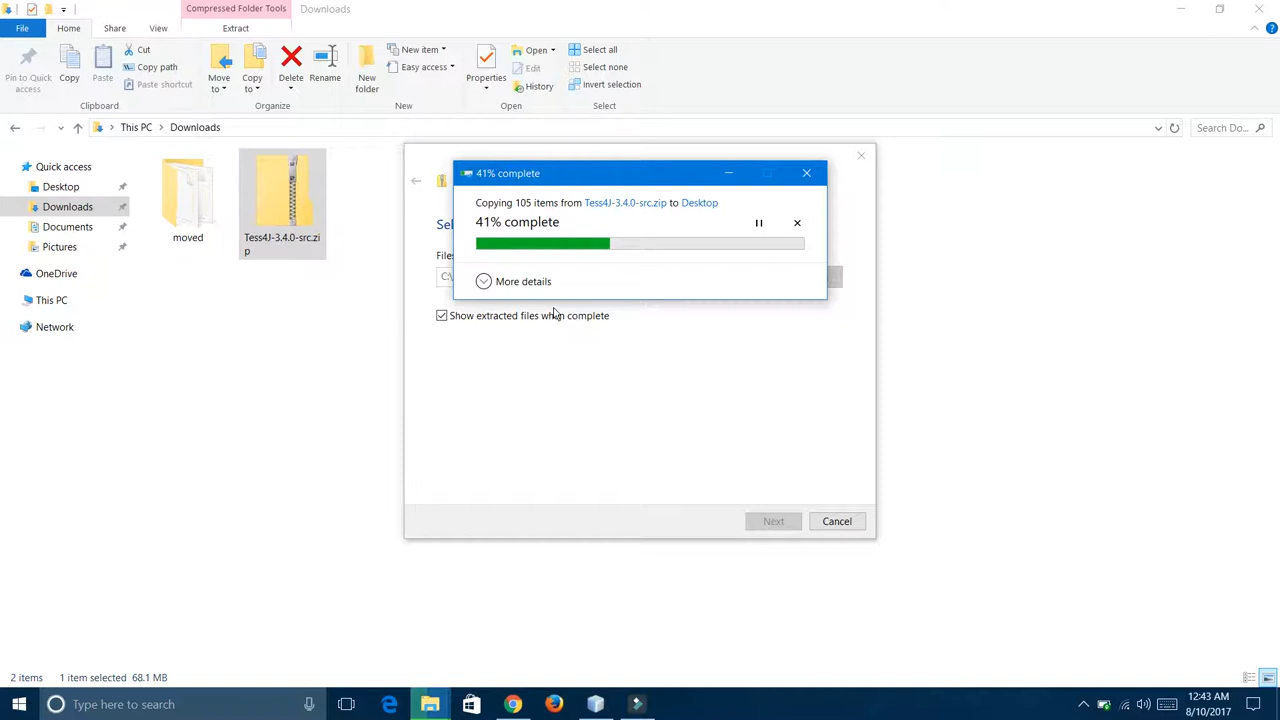 Compressed Folder Tools
Downloads
File
Home
Share
View
Extract
Pin to Quick access
Copy
Paste
Cut
Copy path
Paste shortcut
Move to
Copy to
Delete
Rename
New folder
New item
Easy access
Properties
Open
Edit
History
Select all
Select none
Invert selection
Clipboard
Organize
New
Open
Select
This PC
Downloads
Search Do...
Quick access
Desktop
Downloads
Documents
Pictures
OneDrive
This PC
Network
moved
Tess4J-3.4.0-src.zi
p
41% complete
Copying 105 items from Tess4J-3.4.0-src.zip to Desktop
41% complete
More details
Show extracted files when complete
Next
Cancel
2 items
1 item selected 68.1 MB
Type here to search
12:43 AM
8/10/2017